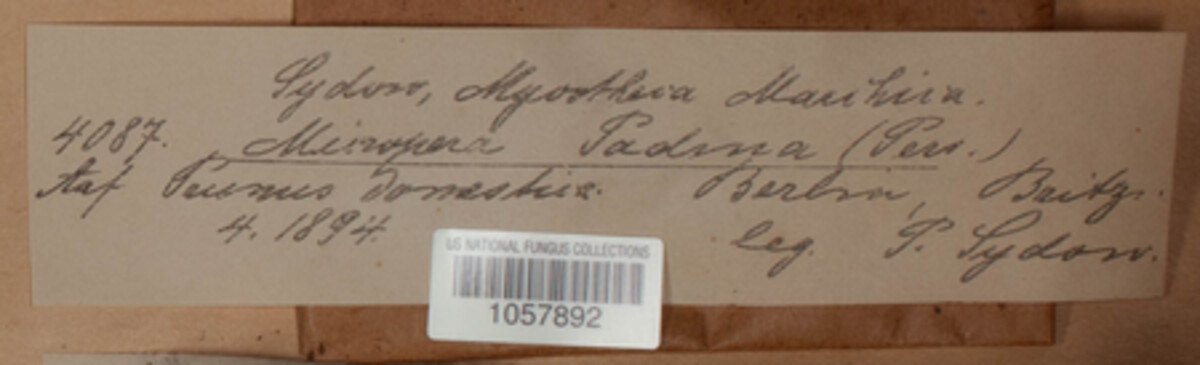 Sydow, Mycotheca Marchica.
4087. Micropera Padina (Pers.)
Auf Prunus domestica. Berlin, Britz.
4. 1894. leg. P. Sydow.
US NATIONAL FUNGUS COLLECTIONS
1057892